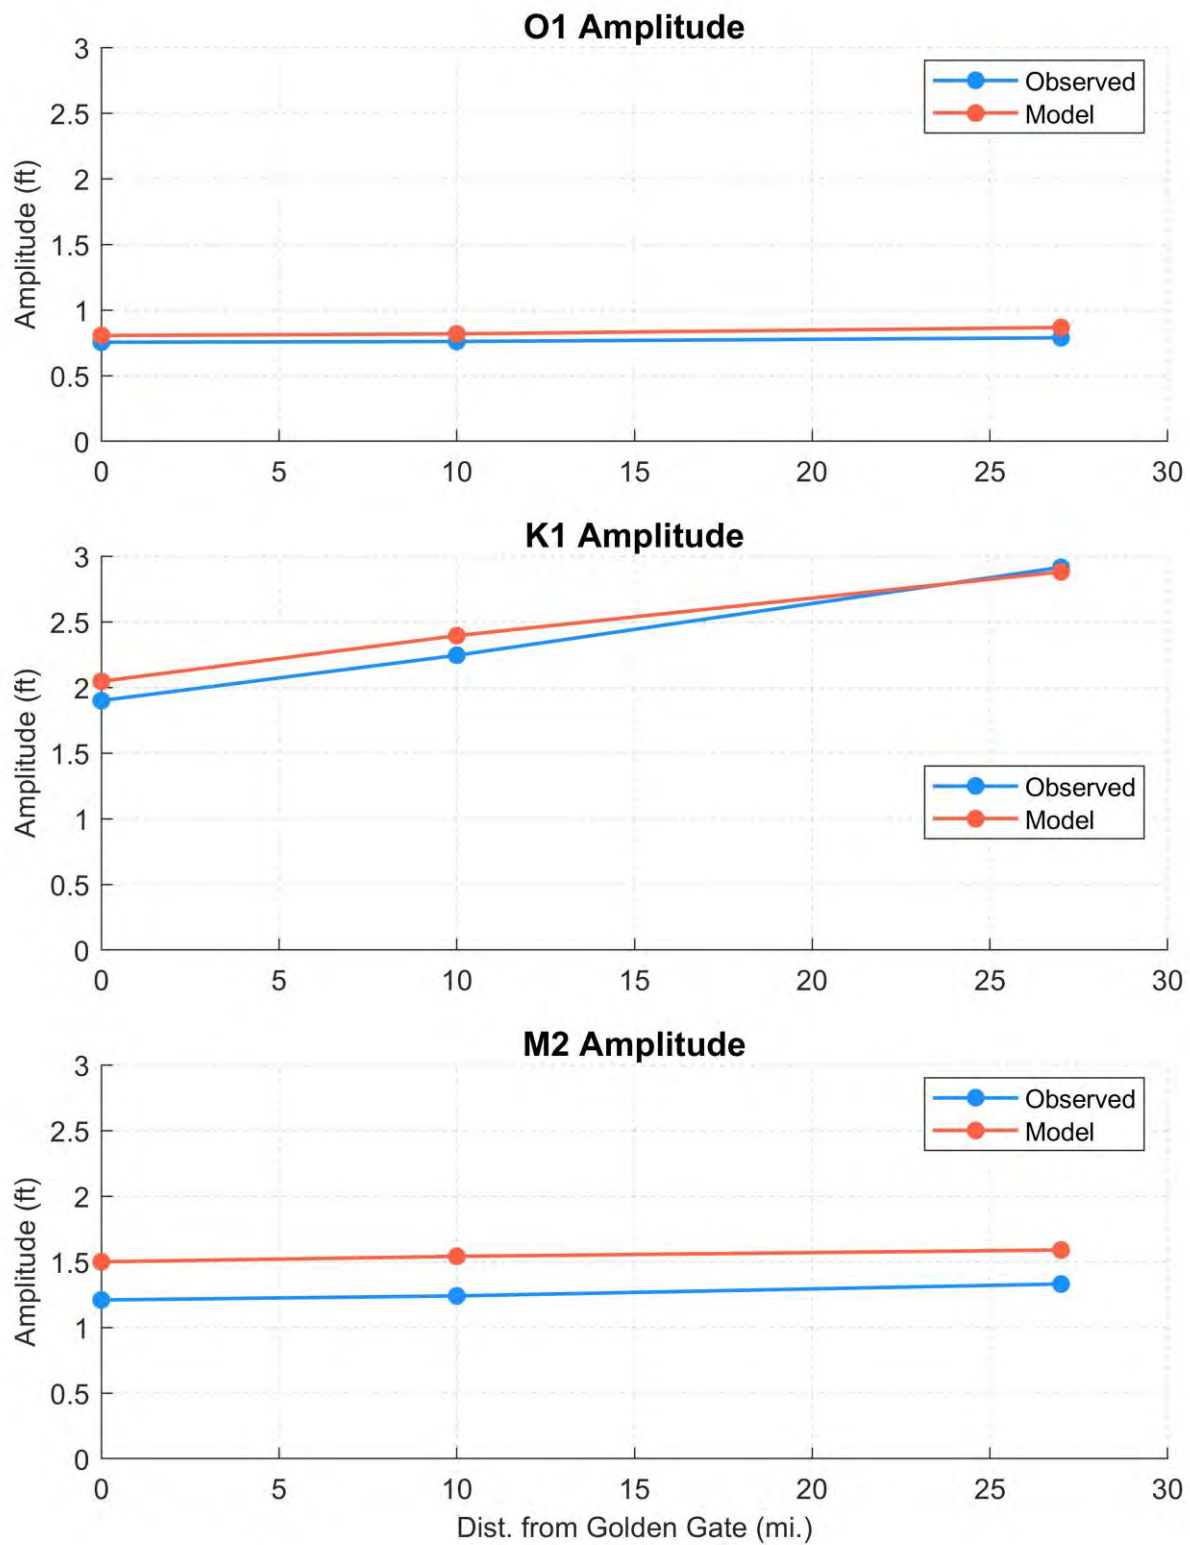 O1 Amplitude
3
2.5
2
1.5
1
0.5
0
Amplitude (ft)
Observed
Model
0 5 10 15 20 25 30
K1 Amplitude
3
2.5
2
1.5
1
0.5
0
Amplitude (ft)
Observed
Model
0 5 10 15 20 25 30
M2 Amplitude
3
2.5
2
1.5
1
0.5
0
Amplitude (ft)
Observed
Model
0 5 10 15 20 25 30
Dist. from Golden Gate (mi.)